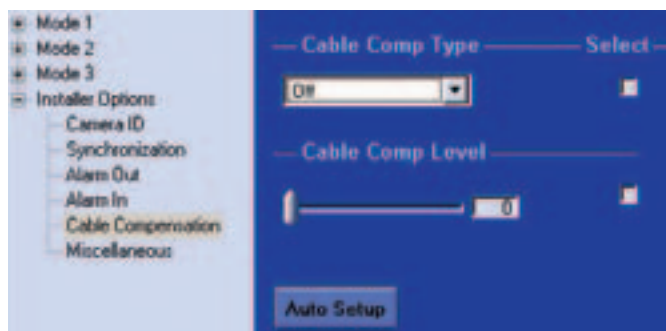 Mode 1
Mode 2
Mode 3
Installer Options
Camera ID
Synchronization
Alarm Out
Alarm In
Cable Compensation
Miscellaneous
Cable Comp Type
Select
Off
Cable Comp Level
0
Auto Setup